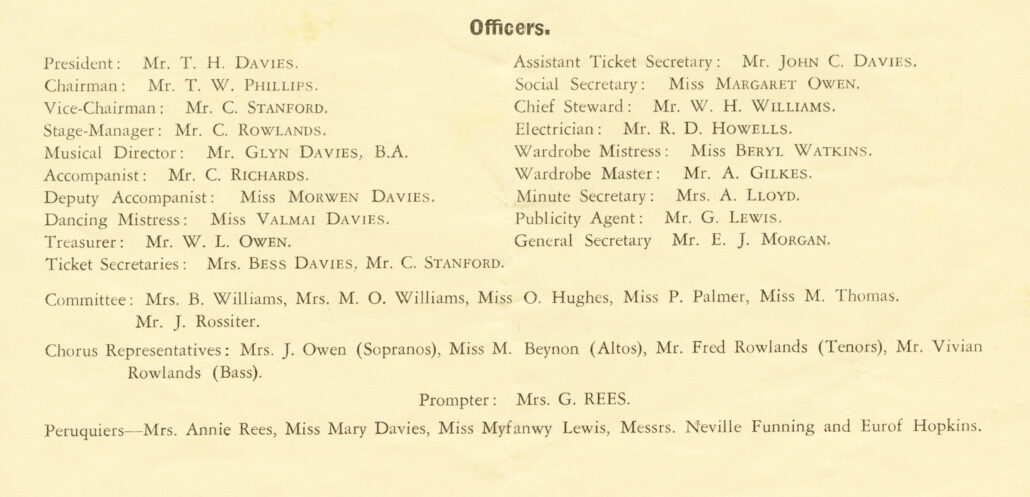 Officers.
President: Mr. T. H. DAVIES.
Chairman: Mr. T. W. PHILLIPS.
Vice-Chairman: Mr. C. STANFORD.
Stage-Manager: Mr. C. ROWLANDS.
Musical Director: Mr. GLYN DAVIES, B.A.
Accompanist: Mr. C. RICHARDS.
Deputy Accompanist: Miss MORWEN DAVIES.
Dancing Mistress: Miss VALMAI DAVIES.
Treasurer: Mr. W. L. OWEN.
Ticket Secretaries: Mrs. BESS DAVIES, Mr. C. STANFORD.
Assistant Ticket Secretary: Mr. JOHN C. DAVIES.
Social Secretary: Miss MARGARET OWEN.
Chief Steward: Mr. W. H. WILLIAMS.
Electrician: Mr. R. D. HOWELLS.
Wardrobe Mistress: Miss BERYL WATKINS.
Wardrobe Master: Mr. A. GILKES.
Minute Secretary: Mrs. A. LLOYD.
Publicity Agent: Mr. G. LEWIS.
General Secretary Mr. E. J. MORGAN.
Committee: Mrs. B. Williams, Mrs. M. O. Williams, Miss O. Hughes, Miss P. Palmer, Miss M. Thomas.
Mr. J. Rossiter.
Chorus Representatives: Mrs. J. Owen (Sopranos), Miss M. Beynon (Altos), Mr. Fred Rowlands (Tenors), Mr. Vivian
Rowlands (Bass).
Prompter: Mrs. G. REES.
Peruquiers—Mrs. Annie Rees, Miss Mary Davies, Miss Myfanwy Lewis, Messrs. Neville Funning and Eurof Hopkins.